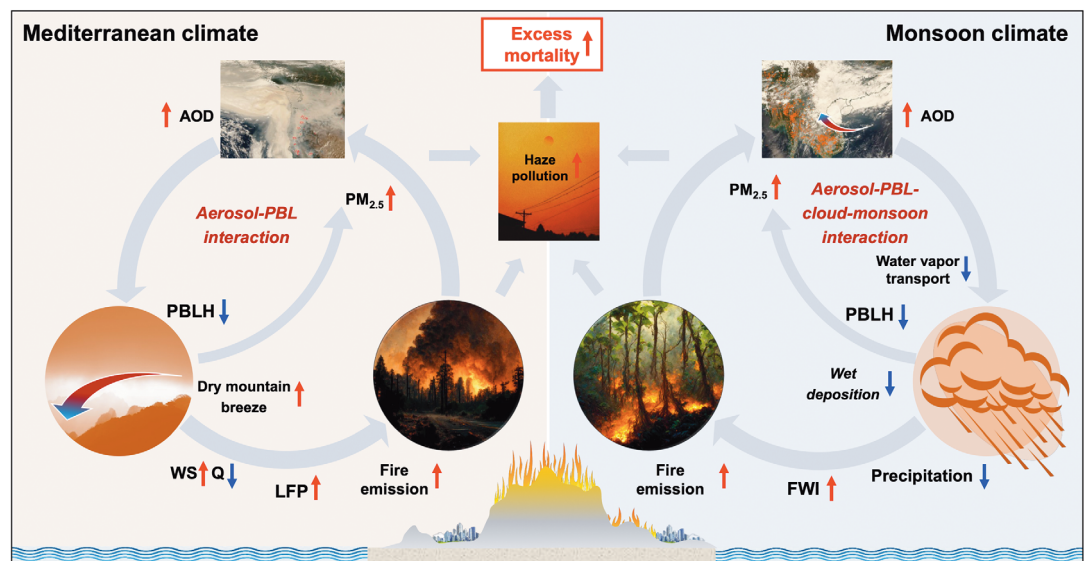 Mediterranean climate
Excess
mortality
Monsoon climate
AOD
Haze
pollution
AOD
PM2.5
PM2.5
Aerosol-PBL
interaction
Aerosol-PBL-
cloud-monsoon
interaction
Water vapor
transport
PBLH
PBLH
Dry mountain
breeze
Wet
deposition
WS Q
LFP
Fire
emission
Fire
emission
FWI
Precipitation